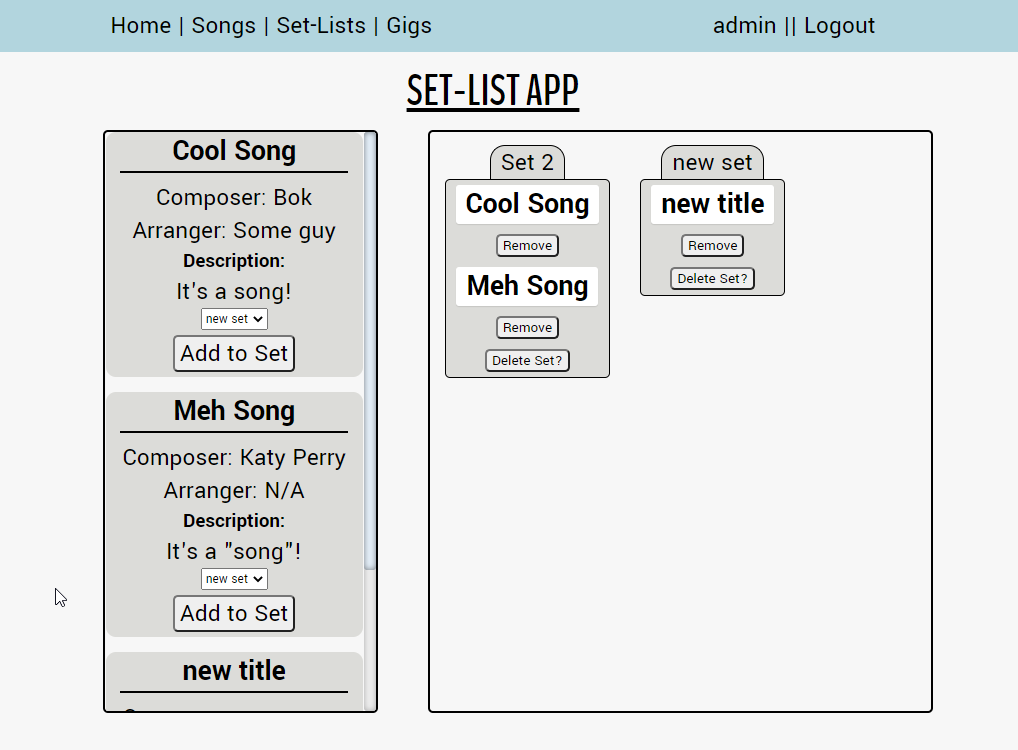 Home | Songs | Set-Lists | Gigs
admin || Logout
SET-LIST APP
Cool Song
Composer: Bok
Arranger: Some guy
Description:
It's a song!
new set
Add to Set
Meh Song
Composer: Katy Perry
Arranger: N/A
Description:
It's a "song"!
new set
Add to Set
new title
Set 2
Cool Song
Remove
Meh Song
Remove
Delete Set?
new set
new title
Remove
Delete Set?